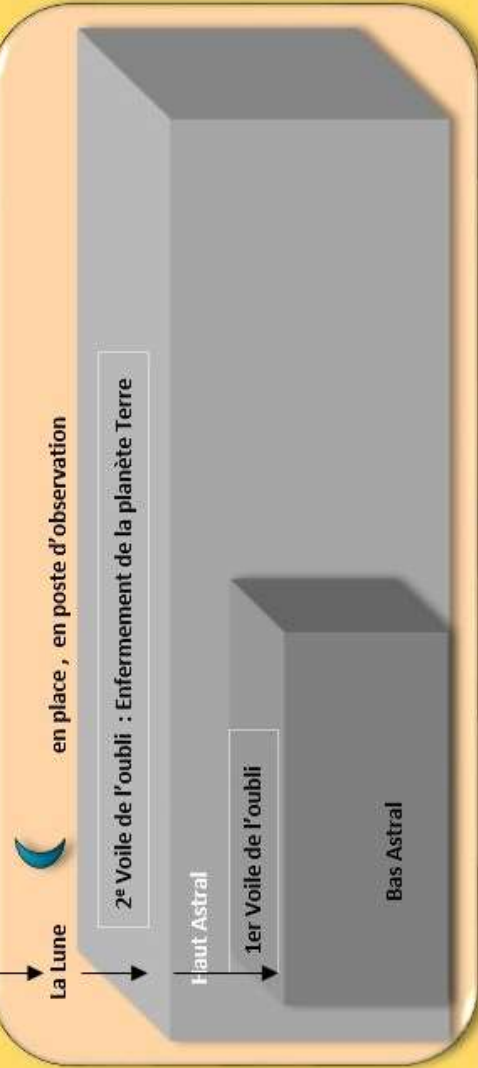 La Lune en place , en poste d'observation
2e Voile de l'oubli : Enfermement de la planète Terre
Haut Astral
1er Voile de l'oubli
Bas Astral